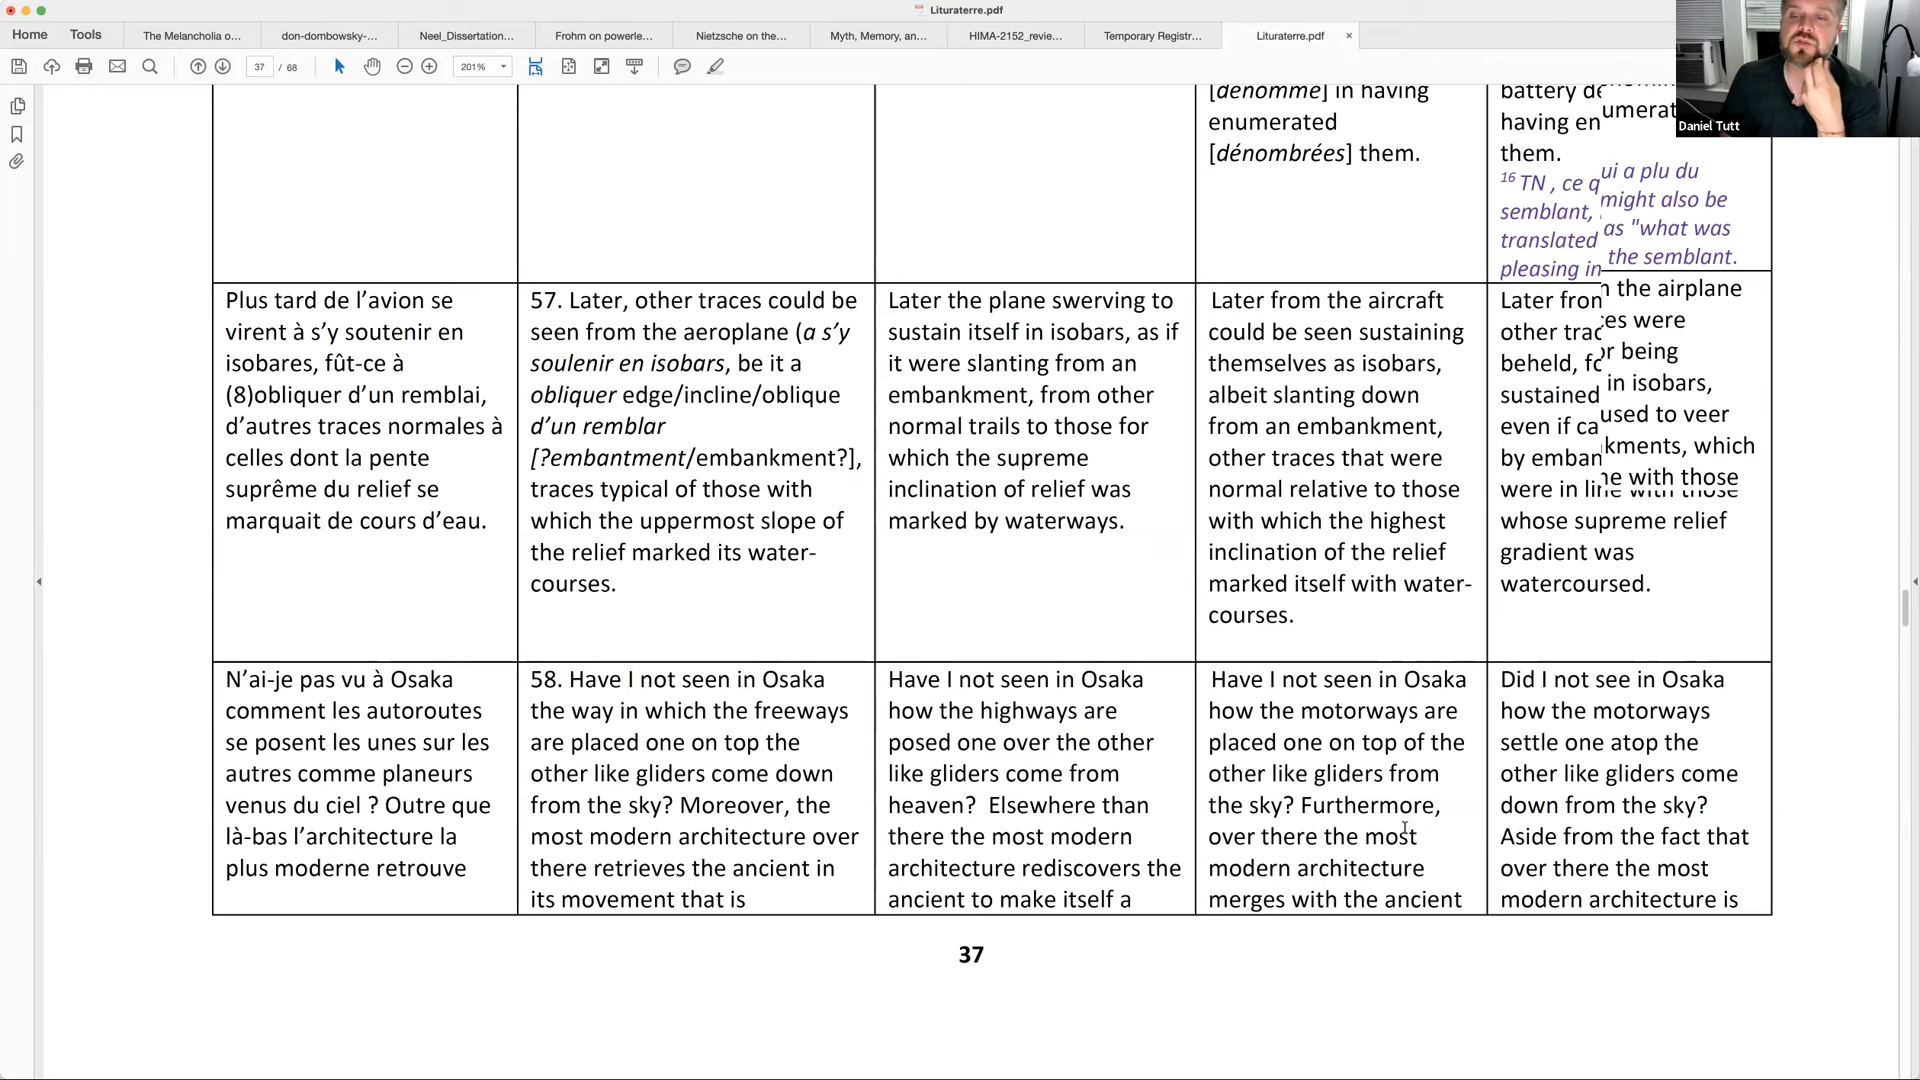 Lituraterre.pdf
Home Tools The Melancholia o... don-dombowsky-... Neel_Dissertation... Frohm on powerle... Nietzsche on the... Myth, Memory, an... HIMA-2152_revie... Temporary Registr... Lituraterre.pdf ×
37 / 68 201%
Daniel Tutt
[dénommé] in having
enumerated
[dénombrées] them.
battery de
having en
umerat
them.
16 TN , ce q ui a plu du
semblant, might also be
translated as "what was
pleasing in the semblant.
Plus tard de l’avion se
virent à s’y soutenir en
isobares, fût-ce à
(8)obliquer d’un remblai,
d’autres traces normales à
celles dont la pente
suprême du relief se
marquait de cours d’eau.
57. Later, other traces could be
seen from the aeroplane (a s’y
soulenir en isobars, be it a
obliquer edge/incline/oblique
d’un remblar
[?embantment/embankment?],
traces typical of those with
which the uppermost slope of
the relief marked its water-
courses.
Later the plane swerving to
sustain itself in isobars, as if
it were slanting from an
embankment, from other
normal trails to those for
which the supreme
inclination of relief was
marked by waterways.
Later from the aircraft
could be seen sustaining
themselves as isobars,
albeit slanting down
from an embankment,
other traces that were
normal relative to those
with which the highest
inclination of the relief
marked itself with water-
courses.
Later from the airplane
other traces were
beheld, for being
sustained in isobars,
even if caused to veer
by embankments, which
were in line with those
whose supreme relief
gradient was
watercoursed.
N’ai-je pas vu à Osaka
comment les autoroutes
se posent les unes sur les
autres comme planeurs
venus du ciel ? Outre que
là-bas l’architecture la
plus moderne retrouve
58. Have I not seen in Osaka
the way in which the freeways
are placed one on top the
other like gliders come down
from the sky? Moreover, the
most modern architecture over
there retrieves the ancient in
its movement that is
Have I not seen in Osaka
how the highways are
posed one over the other
like gliders come from
heaven? Elsewhere than
there the most modern
architecture rediscovers the
ancient to make itself a
Have I not seen in Osaka
how the motorways are
placed one on top of the
other like gliders from
the sky? Furthermore,
over there the most
modern architecture
merges with the ancient
Did I not see in Osaka
how the motorways
settle one atop the
other like gliders come
down from the sky?
Aside from the fact that
over there the most
modern architecture is
37